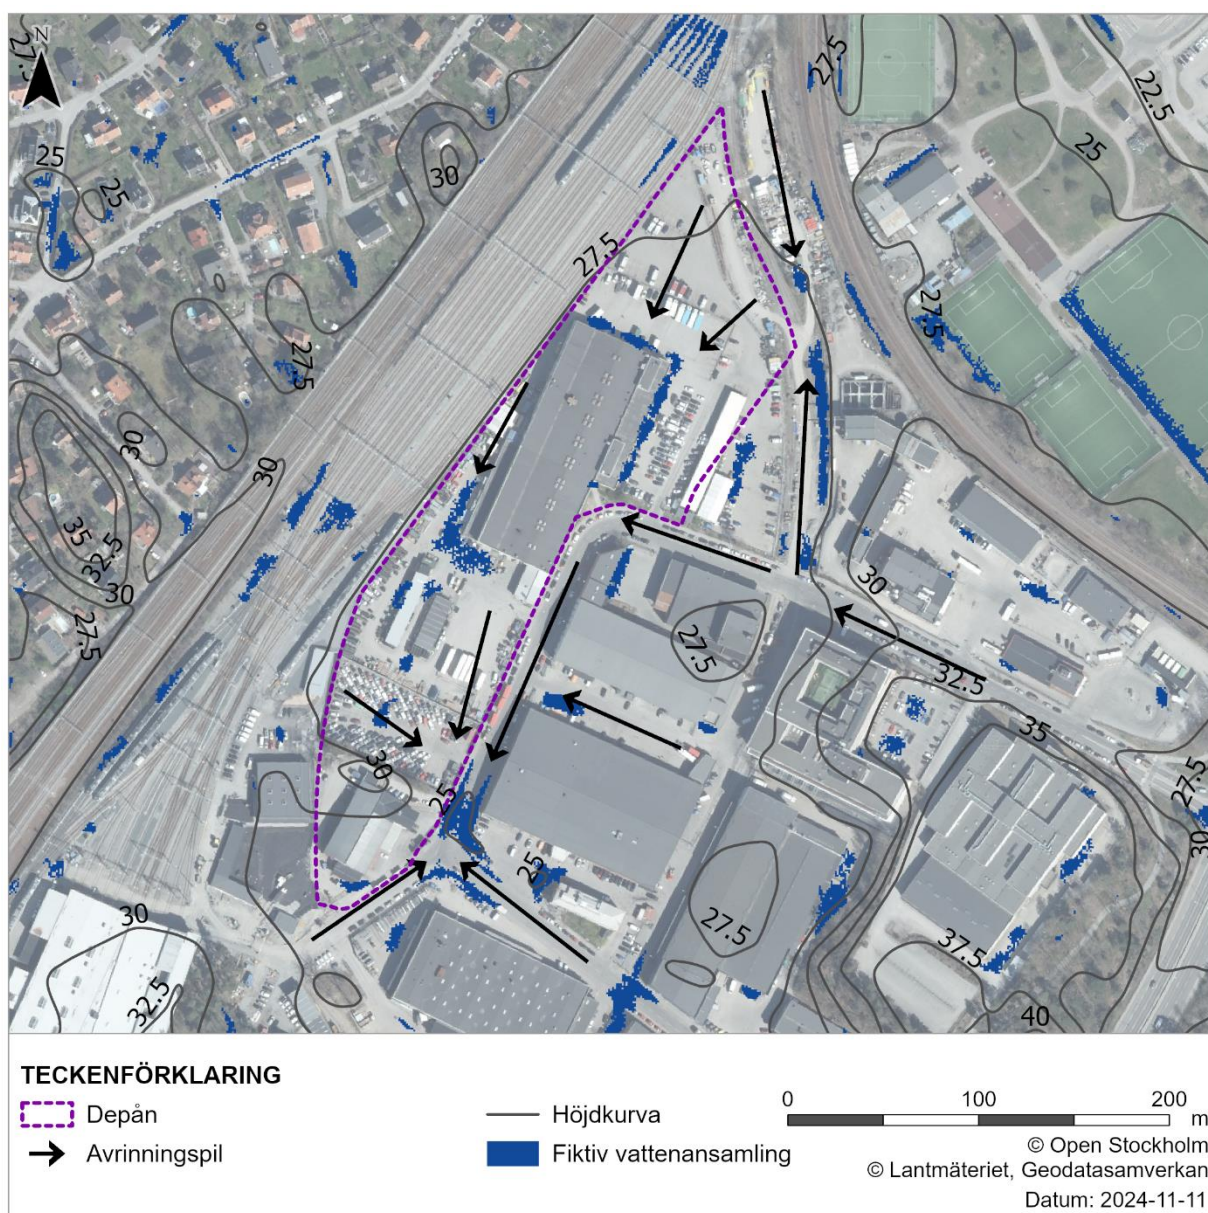 N
27.5
27.5
22.5
25
25
25
30
27.5
27.5
27.5
30
30
35
32.5
30
27.5
30
27.5
32.5
35
27.5
30
30
25
25
27.5
37.5
30
32.5
40
TECKENFÖRKLARING
Depån
Avrinningspil
Höjdkurva
Fiktiv vattenansamling
0 100 200
m
© Open Stockholm
© Lantmäteriet, Geodatasamverkan
Datum: 2024-11-11